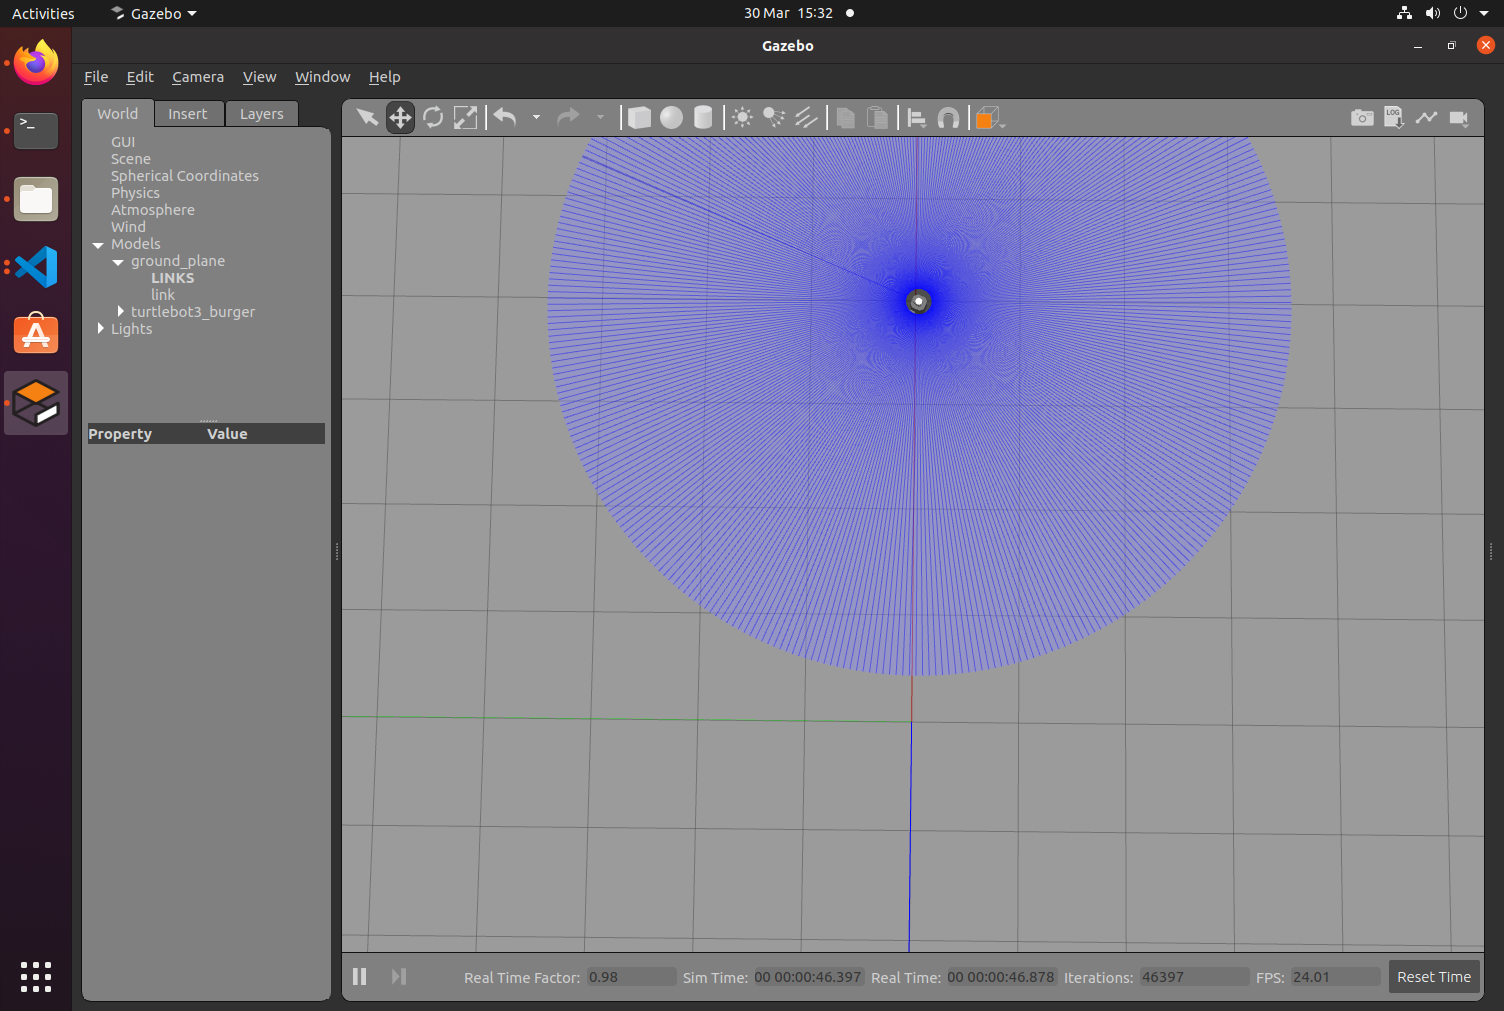 Activities Gazebo 30 Mar 15:32
Gazebo
File Edit Camera View Window Help
World Insert Layers
LOG
>_
GUI
Scene
Spherical Coordinates
Physics
Atmosphere
Wind
Models
ground_plane
LINKS
link
turtlebot3_burger
Lights
Property Value
Real Time Factor: 0.98 Sim Time: 00 00:00:46.397 Real Time: 00 00:00:46.878 Iterations: 46397 FPS: 24.01 Reset Time